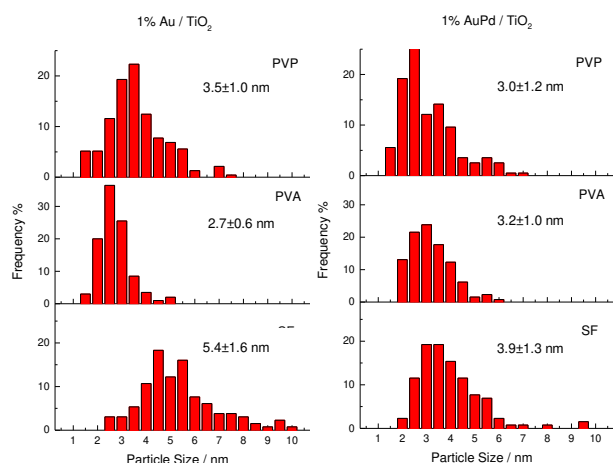 1% Au / TiO2
PVP
3.5±1.0 nm
20
10
0
PVA
2.7±0.6 nm
30
20
10
0
5.4±1.6 nm
20
10
0
1 2 3 4 5 6 7 8 9 10
Particle Size / nm
Frequency %
1% AuPd / TiO2
PVP
3.0±1.2 nm
20
10
0
PVA
3.2±1.0 nm
30
20
10
0
SF
3.9±1.3 nm
20
10
0
1 2 3 4 5 6 7 8 9 10
Particle Size / nm
Frequency %